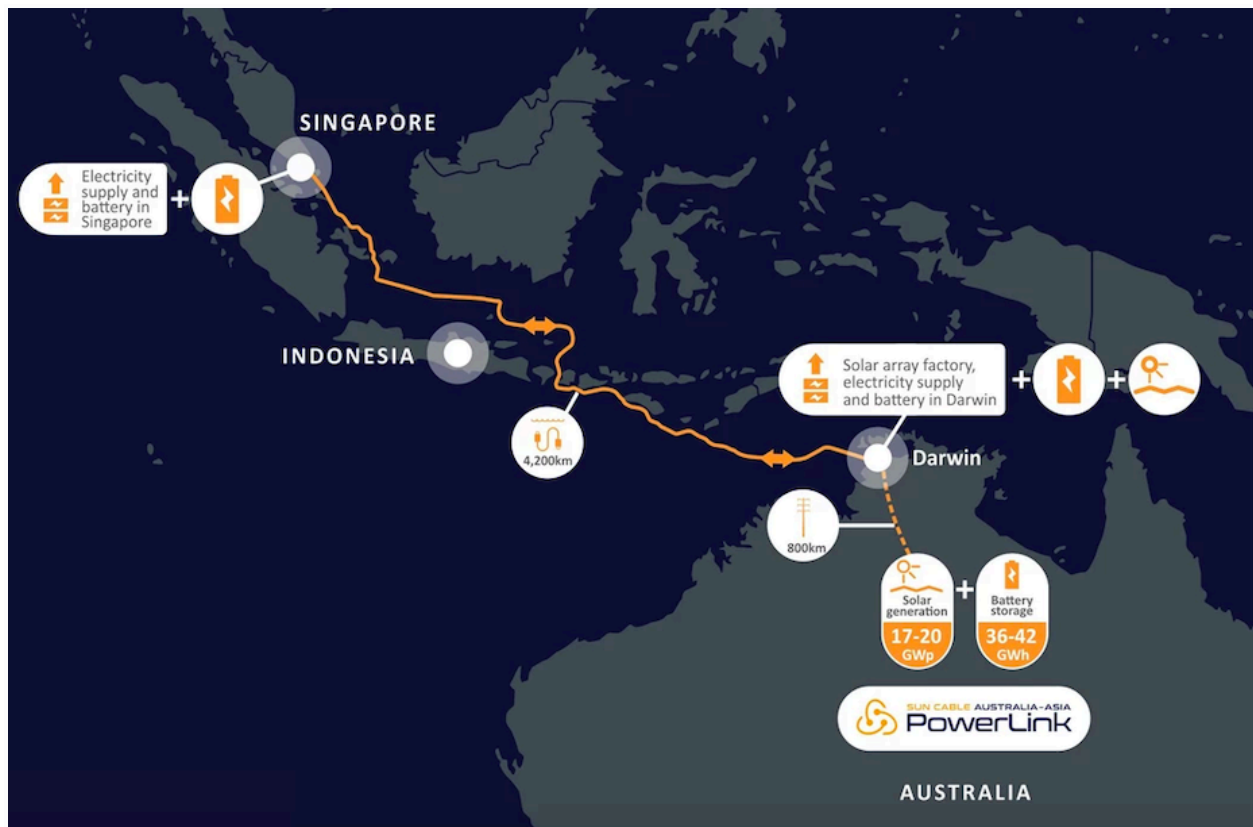 SINGAPORE
Electricity
supply and
battery in
Singapore
+
INDONESIA
4,200km
Solar array factory,
electricity supply
and battery in Darwin
+
+
Darwin
800km
Solar
generation
17-20
GWp
+
Battery
storage
36-42
GWh
SUN CABLE AUSTRALIA-ASIA
PowerLink
AUSTRALIA